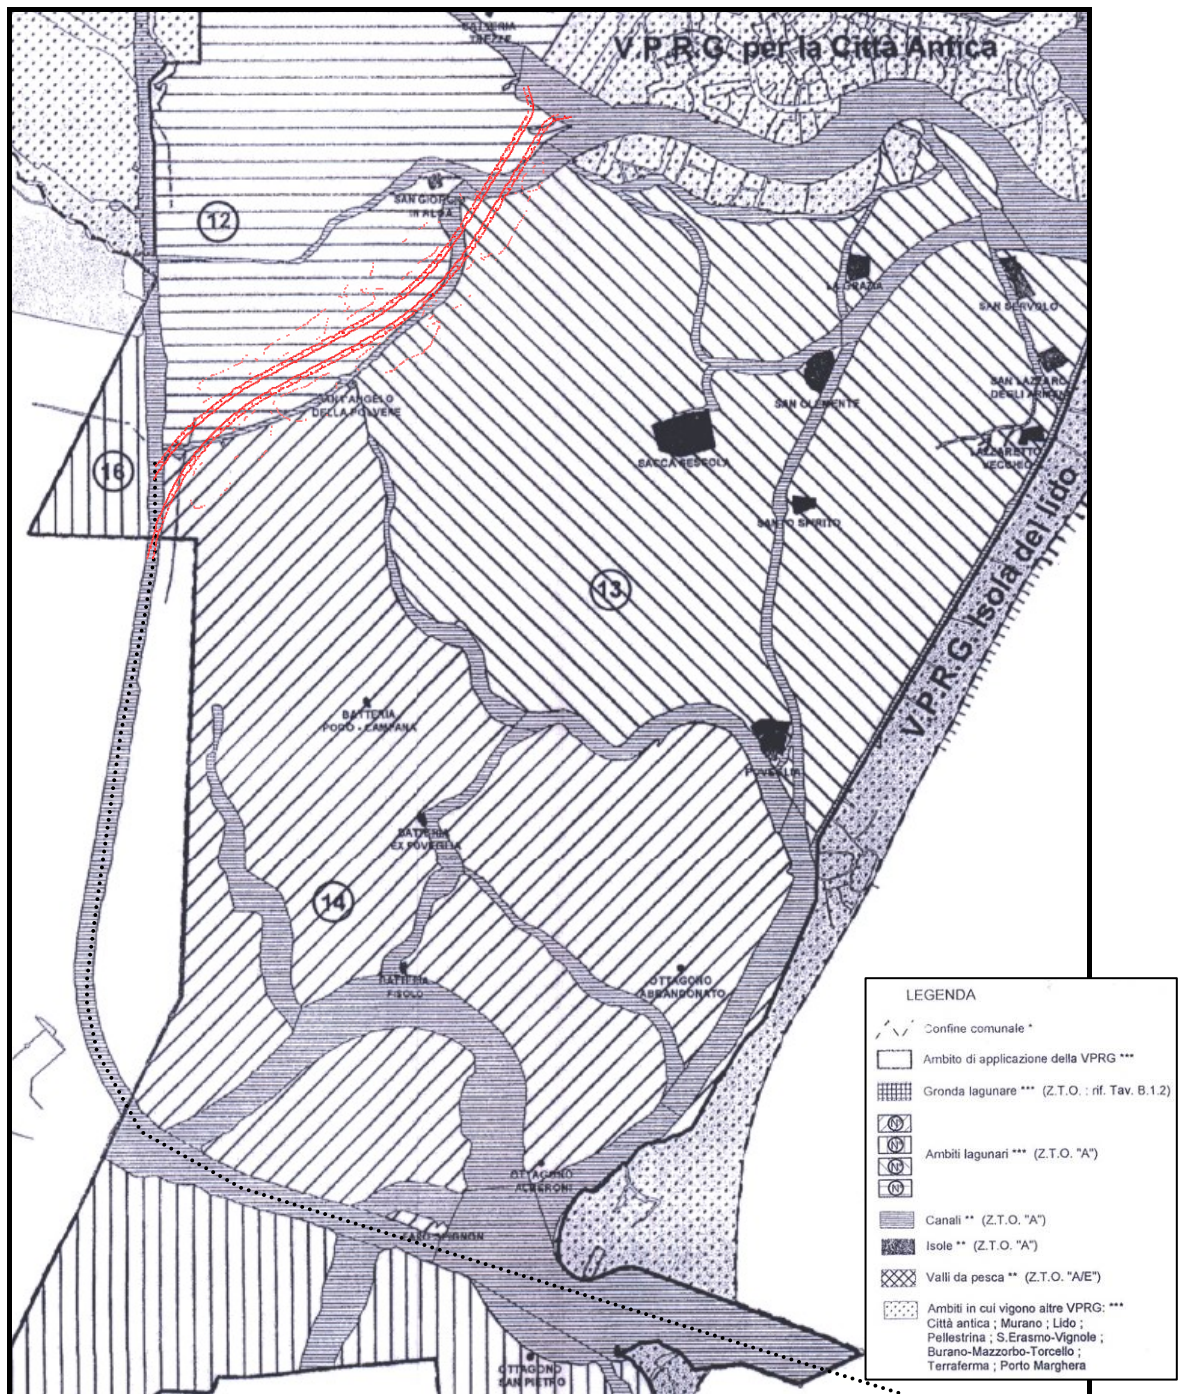 BATTERIA
TREZZE
V.P.R.G. per la Città Antica
SAN GIORGIO
IN ALGA
12
LA GRAZIA
SAN SERVOLO
SAN LAZZARO
DEGLI ARMENI
SAN CLEMENTE
SANT'ANGELO
DELLA POLVERE
LAZZARETTO
VECCHIO
SACCA SESSOLA
16
SANTO SPIRITO
13
V.P.R.G. Isola del lido
BATTERIA
PODO - CAMPANA
POVEGLIA
BATTERIA
EX POVEGLIA
14
BATTERIA
FISOLO
OTTAGONO
ABBANDONATO
OTTAGONO
ALBERONI
FARO SPIGNON
OTTAGONO
SAN PIETRO
LEGENDA
Confine comunale *
Ambito di applicazione della VPRG ***
Gronda lagunare *** (Z.T.O. : rif. Tav. B.1.2)
N°
N°
N°
N°
Ambiti lagunari *** (Z.T.O. "A")
Canali ** (Z.T.O. "A")
Isole ** (Z.T.O. "A")
Valli da pesca ** (Z.T.O. "A/E")
Ambiti in cui vigono altre VPRG: ***
Città antica ; Murano ; Lido ;
Pellestrina ; S.Erasmo-Vignole ;
Burano-Mazzorbo-Torcello ;
Terraferma ; Porto Marghera